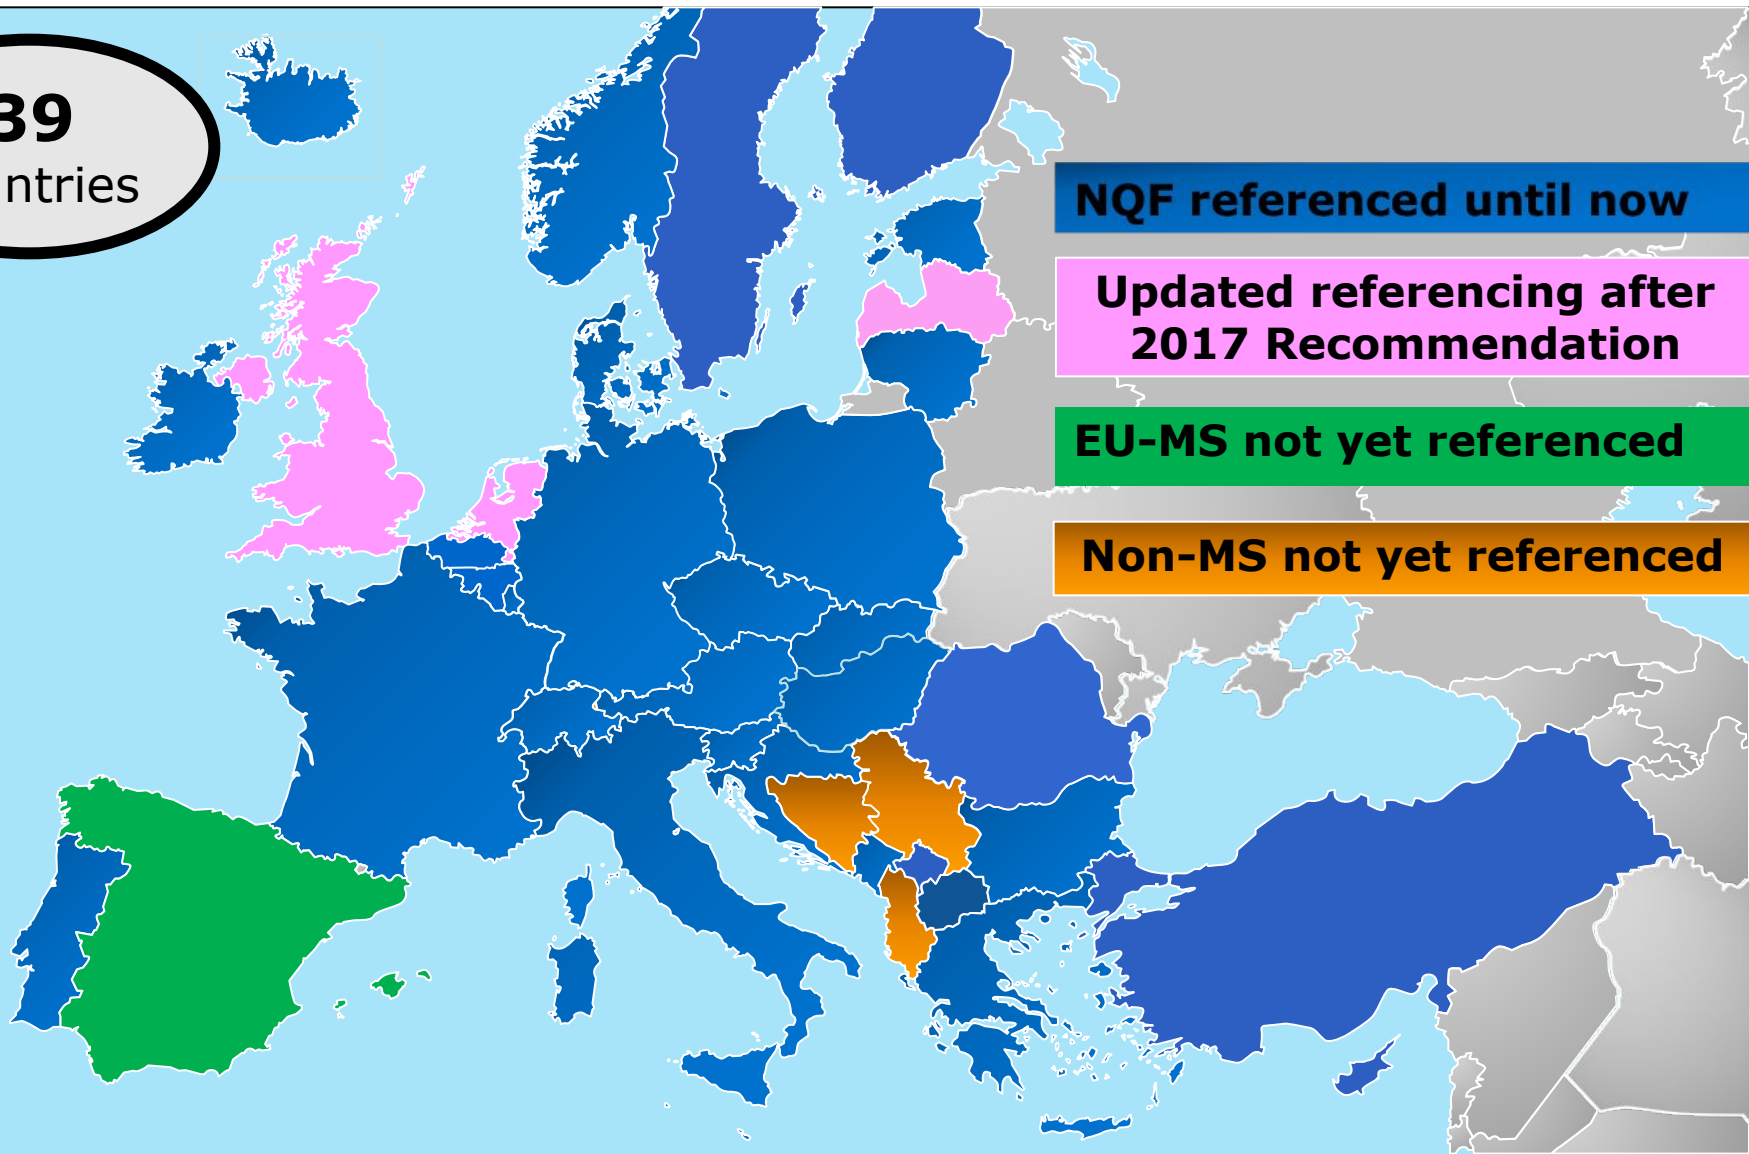 39
ntries
NQF referenced until now
Updated referencing after
2017 Recommendation
EU-MS not yet referenced
Non-MS not yet referenced